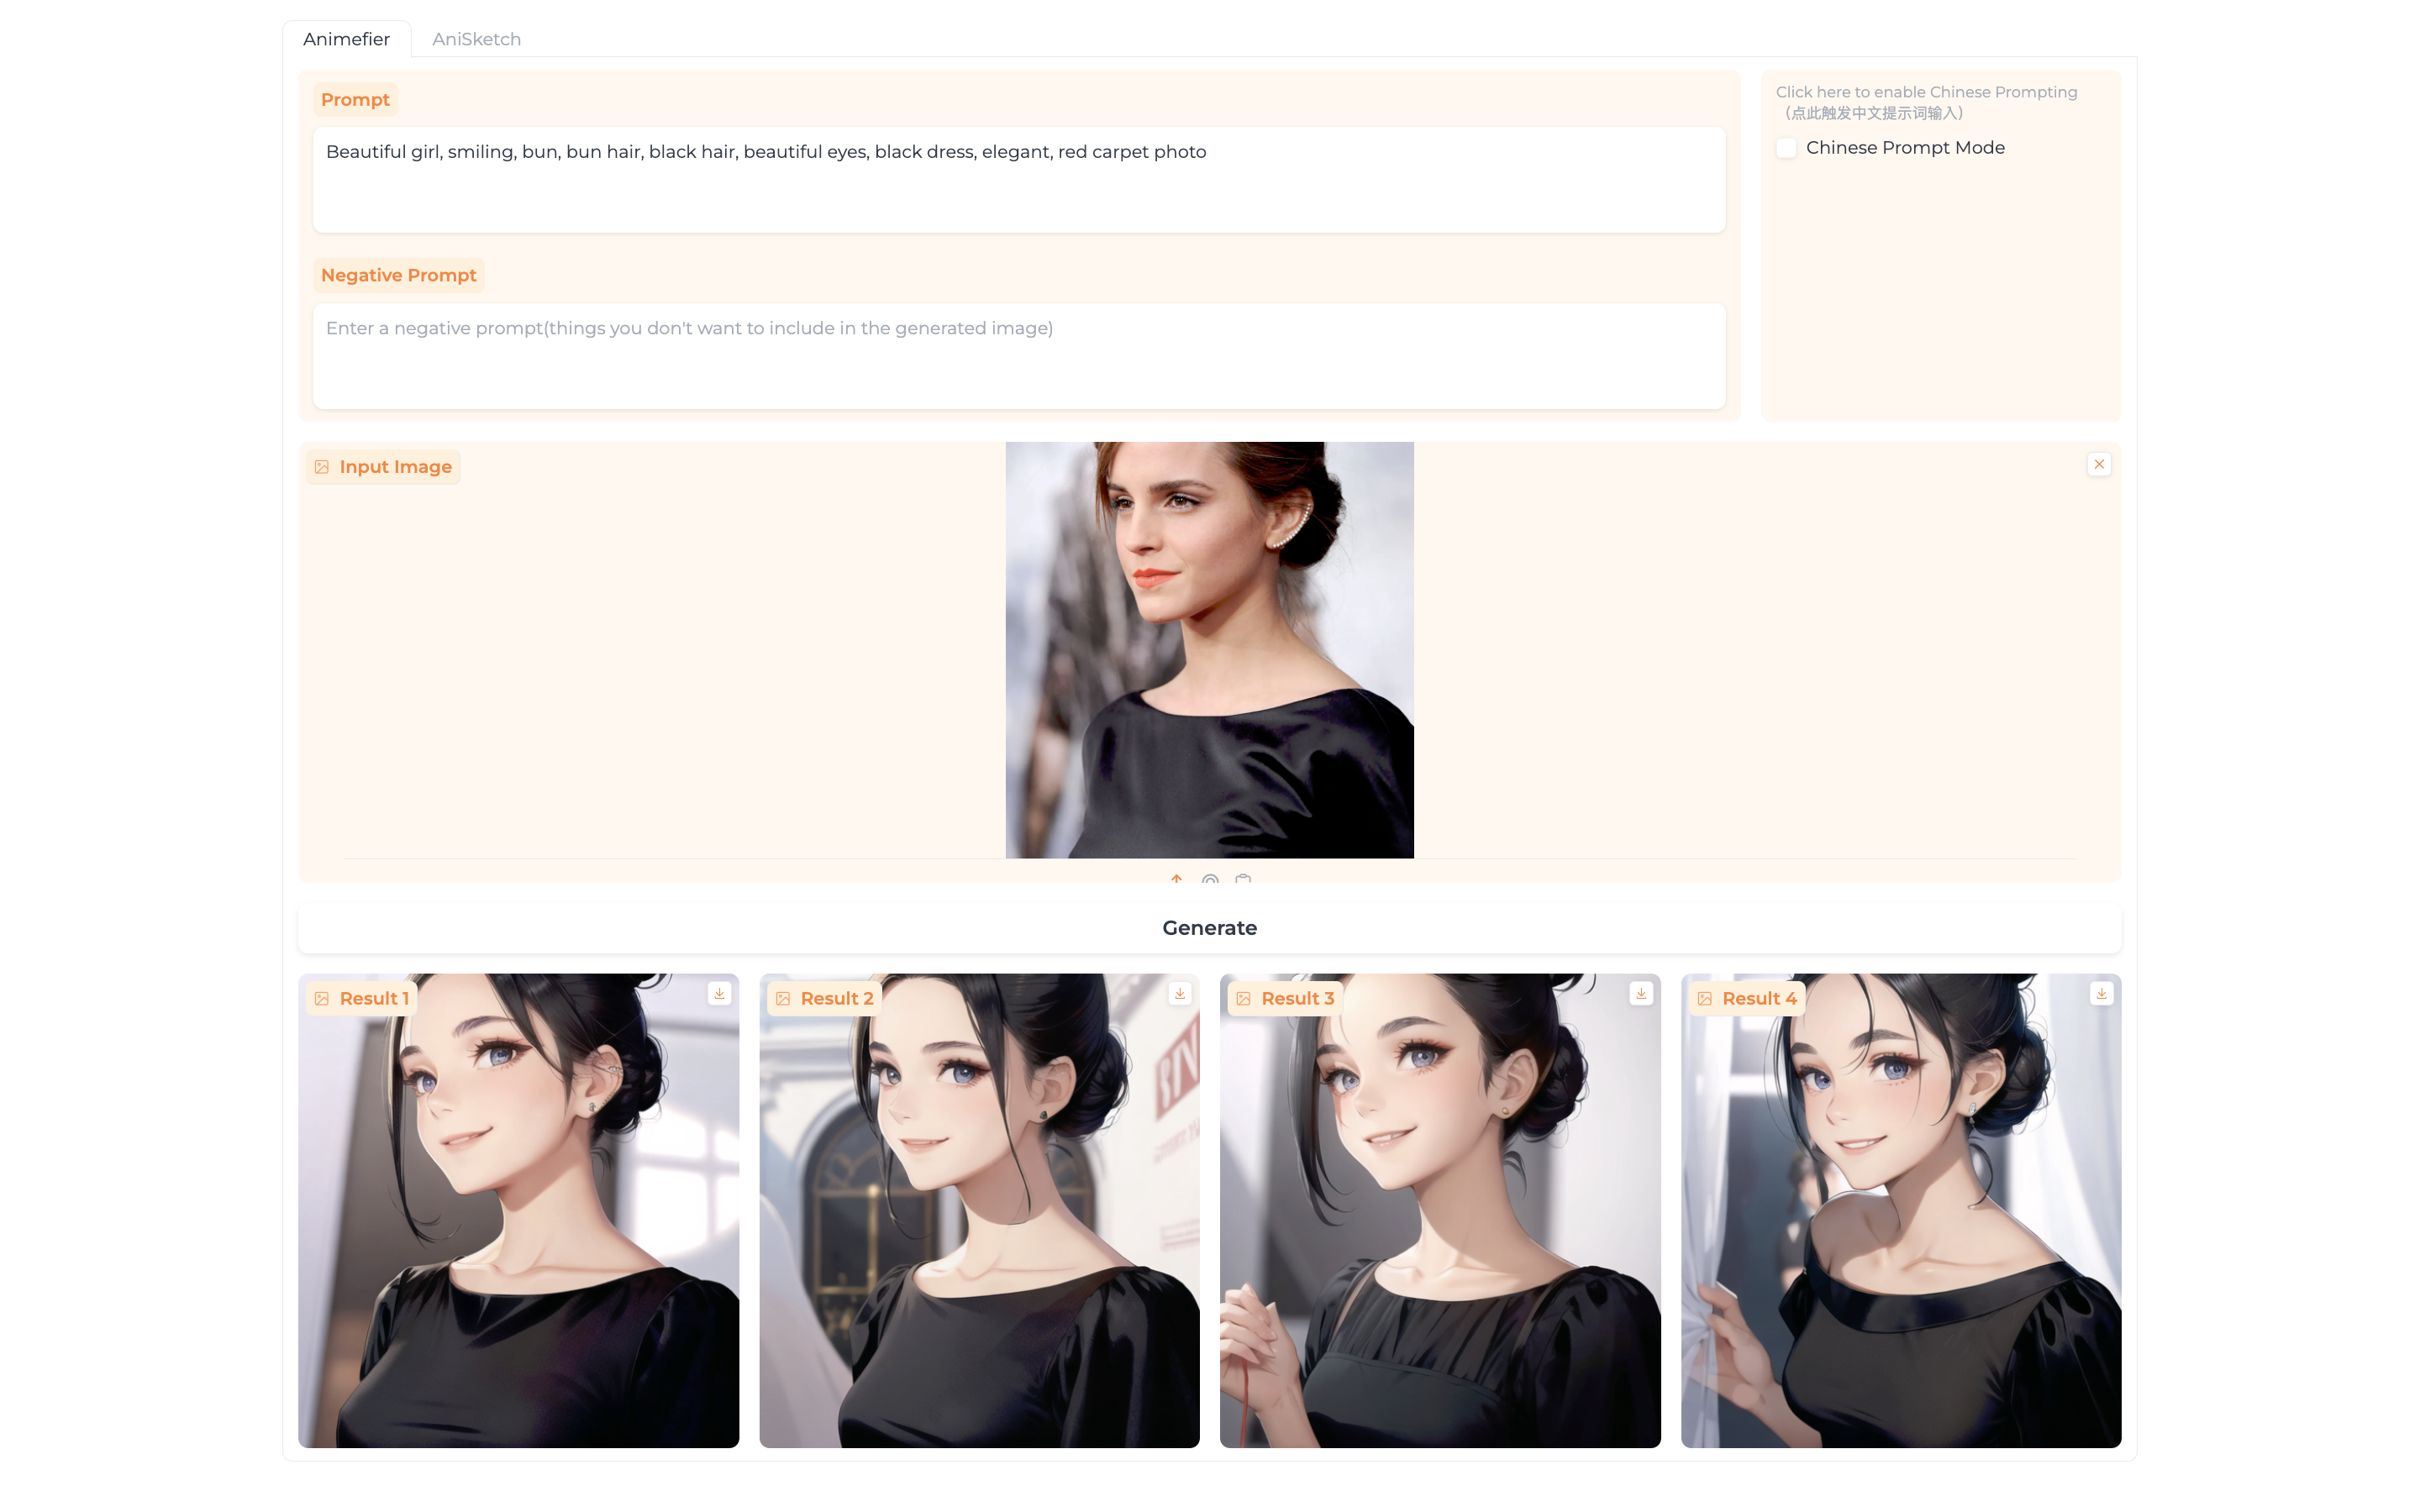 Animefier
AniSketch
Prompt
Beautiful girl, smiling, bun, bun hair, black hair, beautiful eyes, black dress, elegant, red carpet photo
Negative Prompt
Enter a negative prompt(things you don't want to include in the generated image)
Click here to enable Chinese Prompting
（点此触发中文提示词输入）
Chinese Prompt Mode
Input Image
Generate
Result 1
Result 2
Result 3
Result 4